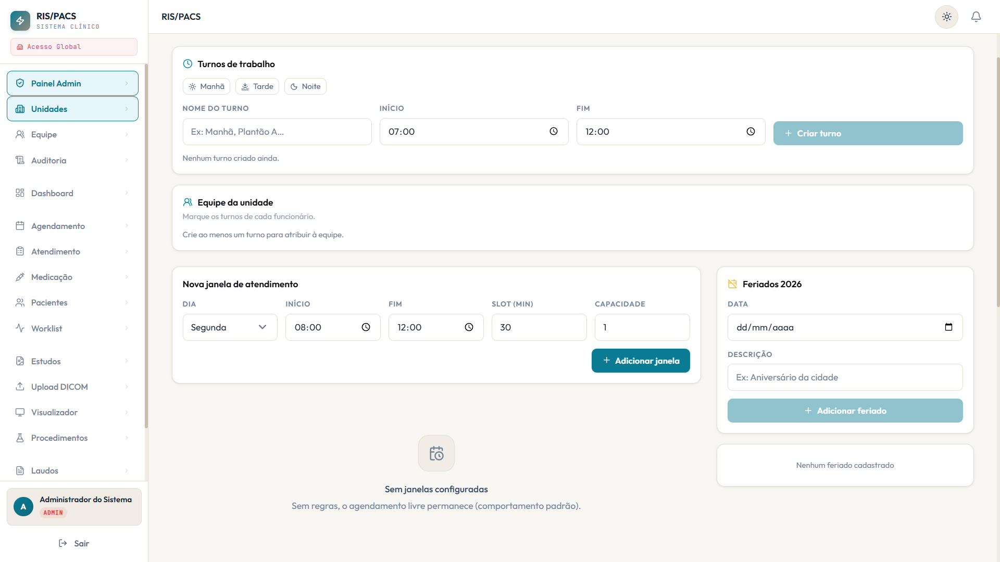 RIS/PACS
SISTEMA CLÍNICO
Acesso Global
Painel Admin
Unidades
Equipe
Auditoria
Dashboard
Agendamento
Atendimento
Medicação
Pacientes
Worklist
Estudos
Upload DICOM
Visualizador
Procedimentos
Laudos
A
Administrador do Sistema
ADMIN
Sair
RIS/PACS
Turnos de trabalho
Manhã Tarde Noite
NOME DO TURNO INÍCIO FIM
Ex: Manhã, Plantão A... 07:00 12:00 + Criar turno
Nenhum turno criado ainda.
Equipe da unidade
Marque os turnos de cada funcionário.
Crie ao menos um turno para atribuir à equipe.
Nova janela de atendimento
DIA INÍCIO FIM SLOT (MIN) CAPACIDADE
Segunda 08:00 12:00 30 1
+ Adicionar janela
Sem janelas configuradas
Sem regras, o agendamento livre permanece (comportamento padrão).
Feriados 2026
DATA
dd/mm/aaaa
DESCRIÇÃO
Ex: Aniversário da cidade
+ Adicionar feriado
Nenhum feriado cadastrado